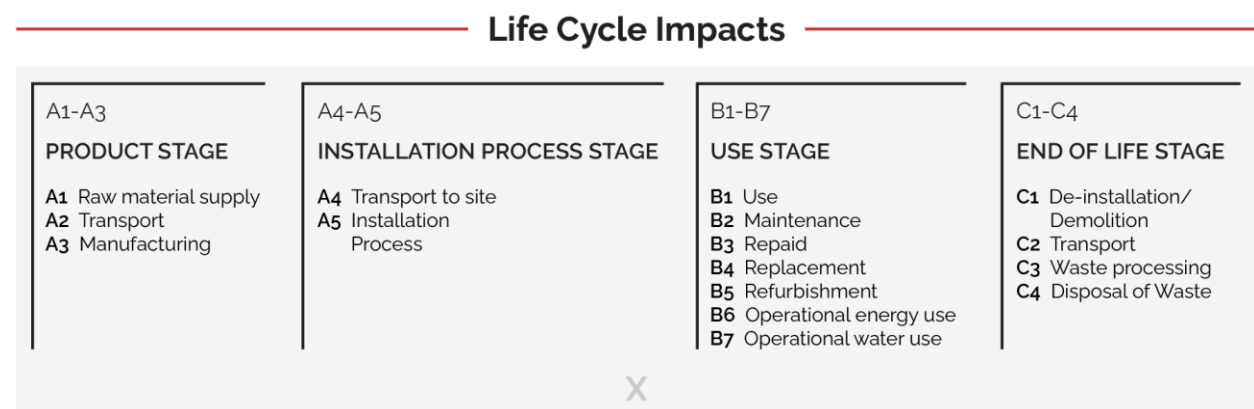 Life Cycle Impacts
A1-A3
PRODUCT STAGE
A1 Raw material supply
A2 Transport
A3 Manufacturing
A4-A5
INSTALLATION PROCESS STAGE
A4 Transport to site
A5 Installation
Process
B1-B7
USE STAGE
B1 Use
B2 Maintenance
B3 Repaid
B4 Replacement
B5 Refurbishment
B6 Operational energy use
B7 Operational water use
C1-C4
END OF LIFE STAGE
C1 De-installation/
Demolition
C2 Transport
C3 Waste processing
C4 Disposal of Waste
X